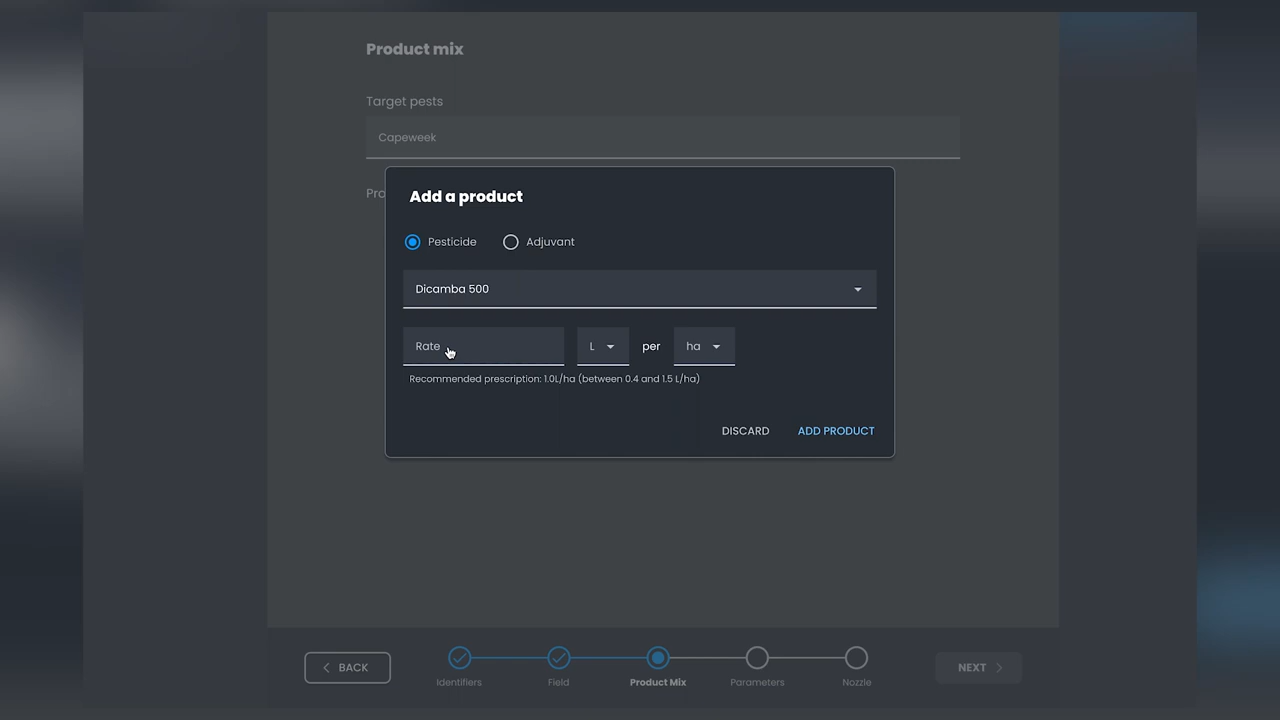 Product mix
Target pests
Capeweek
Pro
Add a product
Pesticide Adjuvant
Dicamba 500
Rate L per ha
Recommended prescription: 1.0L/ha (between 0.4 and 1.5 L/ha)
DISCARD ADD PRODUCT
BACK
Identifiers Field Product Mix Parameters Nozzle
NEXT